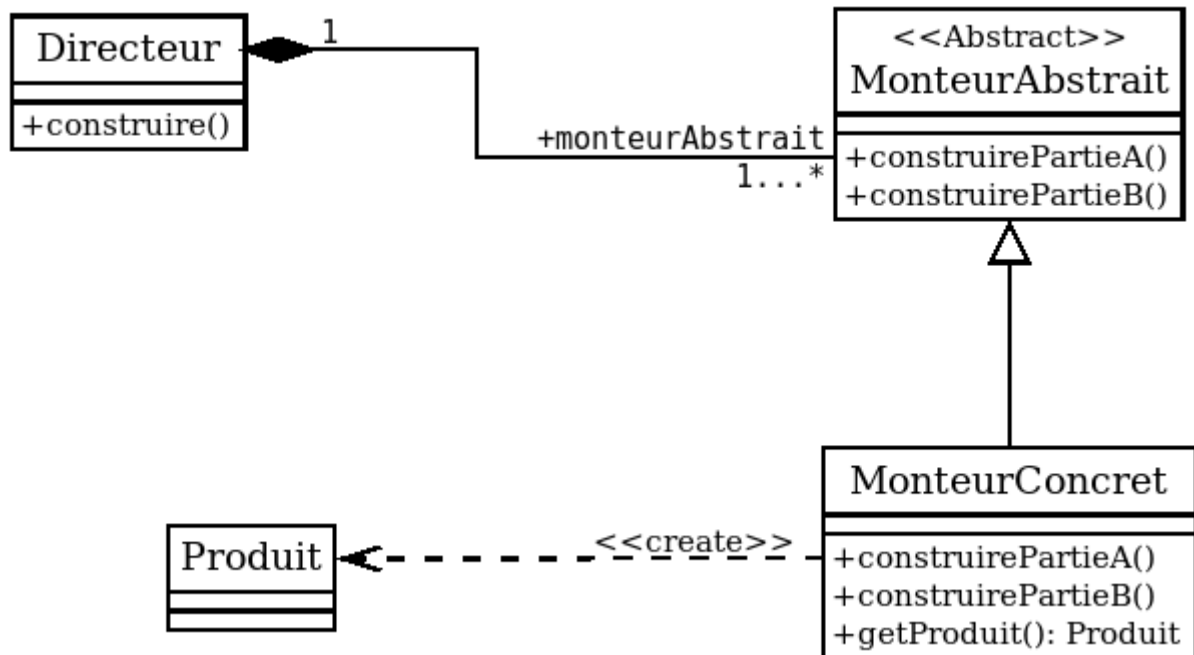 Directeur
+construire()
1
+monteurAbstrait
1...*
<<Abstract>>
MonteurAbstrait
+construirePartieA()
+construirePartieB()
Produit
<<create>>
MonteurConcret
+construirePartieA()
+construirePartieB()
+getProduit(): Produit